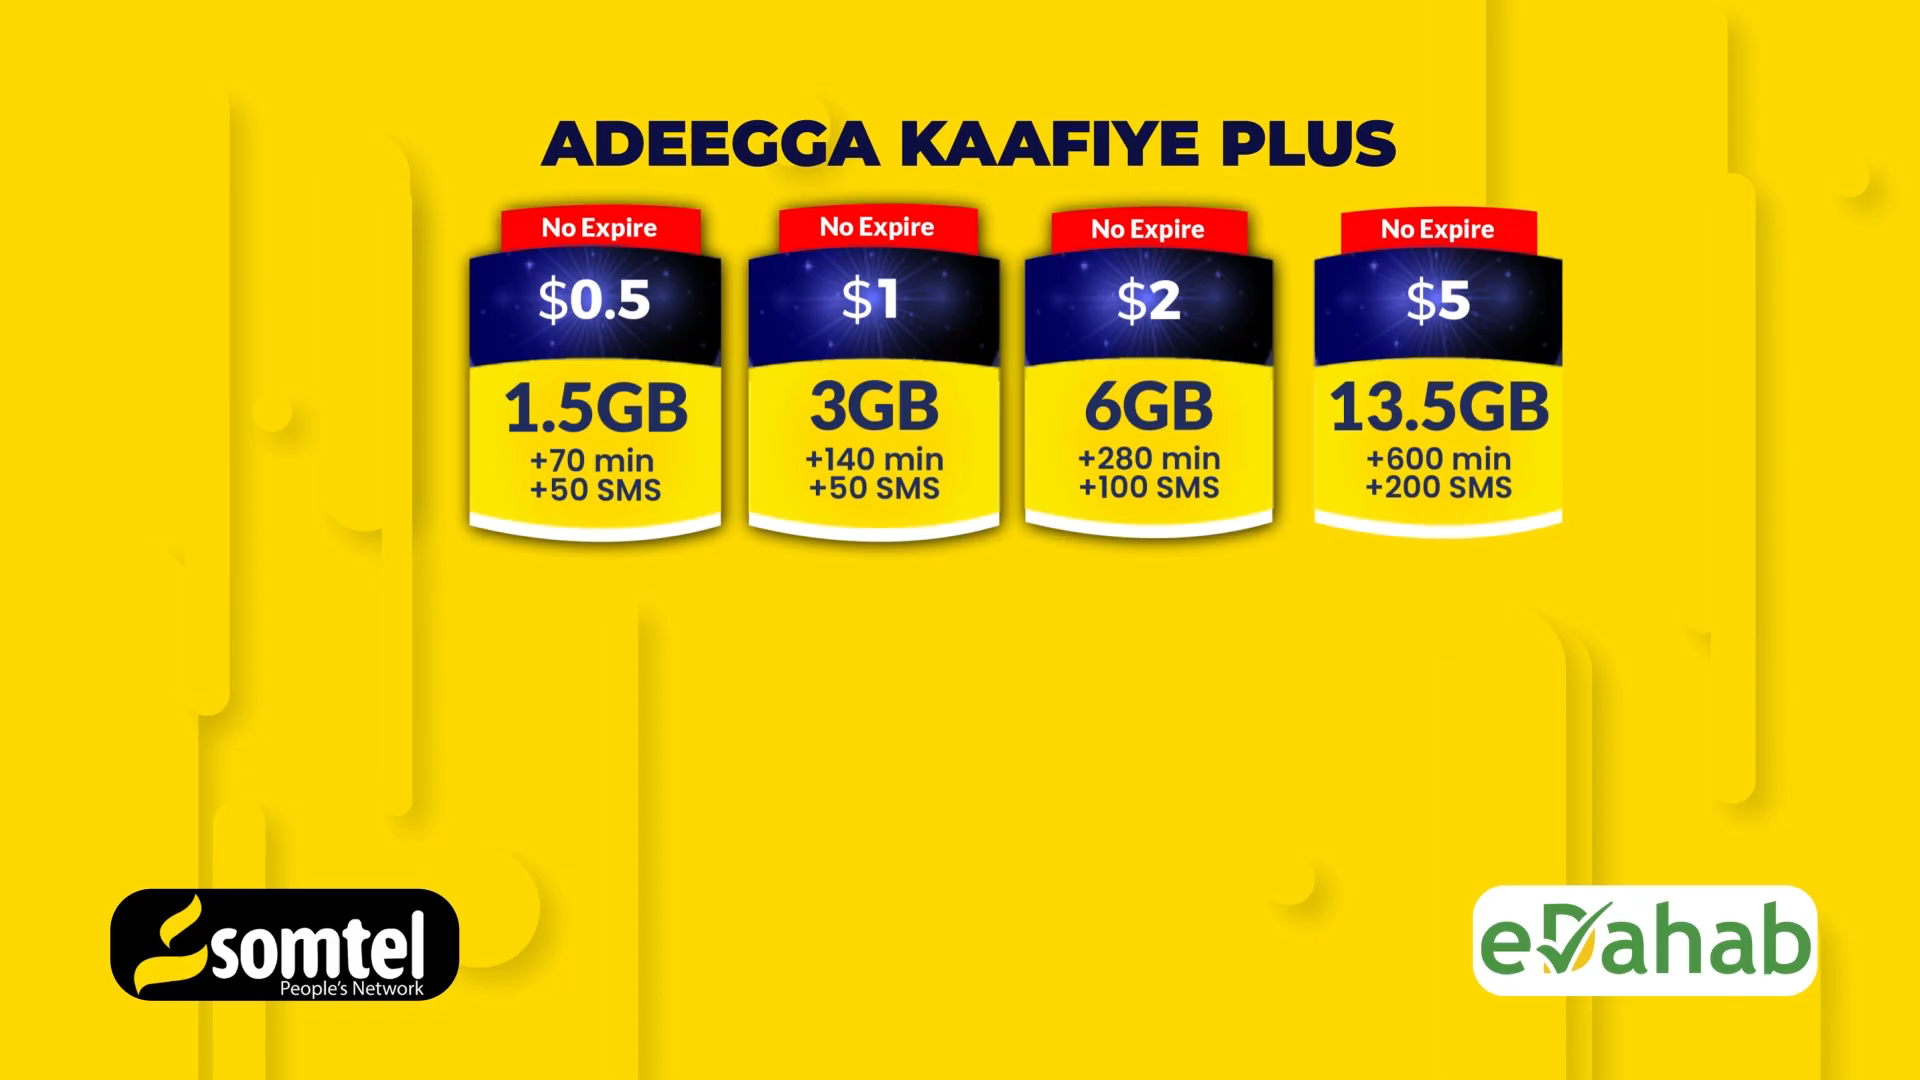 ADEEGGA KAAFIYE PLUS
No Expire
$0.5
1.5GB
+70 min
+50 SMS
No Expire
$1
3GB
+140 min
+50 SMS
No Expire
$2
6GB
+280 min
+100 SMS
No Expire
$5
13.5GB
+600 min
+200 SMS
somtel
People's Network
eDahab